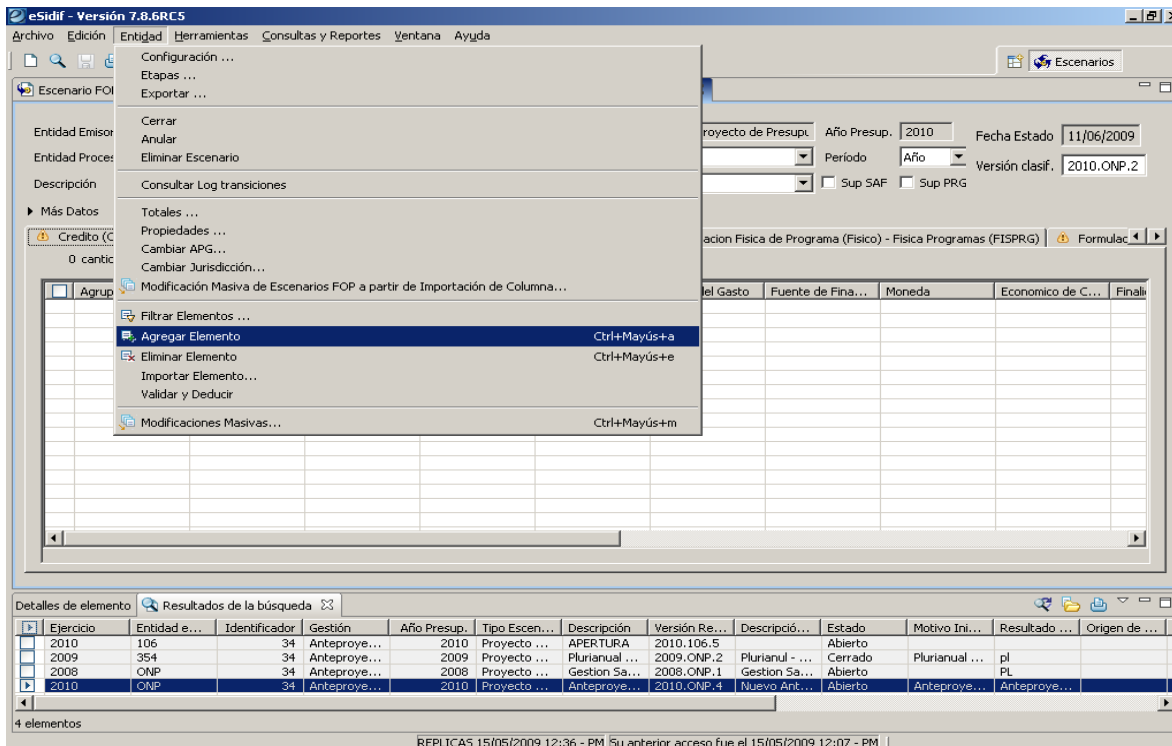 eSidif - Versión 7.8.6RC5
Archivo Edición Entidad Herramientas Consultas y Reportes Ventana Ayuda
Escenarios
Configuración ...
Etapas ...
Exportar ...
Cerrar
Anular
Eliminar Escenario
Consultar Log transiciones
Totales ...
Propiedades ...
Cambiar APG...
Cambiar Jurisdicción...
Modificación Masiva de Escenarios FOP a partir de Importación de Columna...
Filtrar Elementos ...
Agregar Elemento Ctrl+Mayús+a
Eliminar Elemento Ctrl+Mayús+e
Importar Elemento...
Validar y Deducir
Modificaciones Masivas... Ctrl+Mayús+m
Escenario FO
Entidad Emisor royecto de Presupu Año Presup. 2010 Fecha Estado 11/06/2009
Entidad Proces Período Año Versión clasif. 2010.ONP.2
Descripción Sup SAF Sup PRG
Más Datos
Credito (C acion Fisica de Programa (Fisico) - Fisica Programas (FISPRG) Formulac
0 cantic
Agrup del Gasto Fuente de Fina... Moneda Economico de C... Finali
Detalles de elemento Resultados de la búsqueda
Ejercicio Entidad e... Identificador Gestión Año Presup. Tipo Escen... Descripción Versión Re... Descripció... Estado Motivo Ini... Resultado ... Origen de ...
2010 106 34 Anteproye... 2010 Proyecto ... APERTURA 2010.106.5 Abierto
2009 354 34 Anteproye... 2009 Proyecto ... Plurianual ... 2009.ONP.2 Plurianul - ... Cerrado Plurianual ... pl
2008 ONP 34 Anteproye... 2008 Proyecto ... Gestion Sa... 2008.ONP.1 Gestion Sa... Abierto PL
2010 ONP 34 Anteproye... 2010 Proyecto ... Anteproye... 2010.ONP.4 Nuevo Ant... Abierto Anteproye... Anteproye...
4 elementos
REPLICAS 15/05/2009 12:36 - PM Su anterior acceso fue el 15/05/2009 12:07 - PM